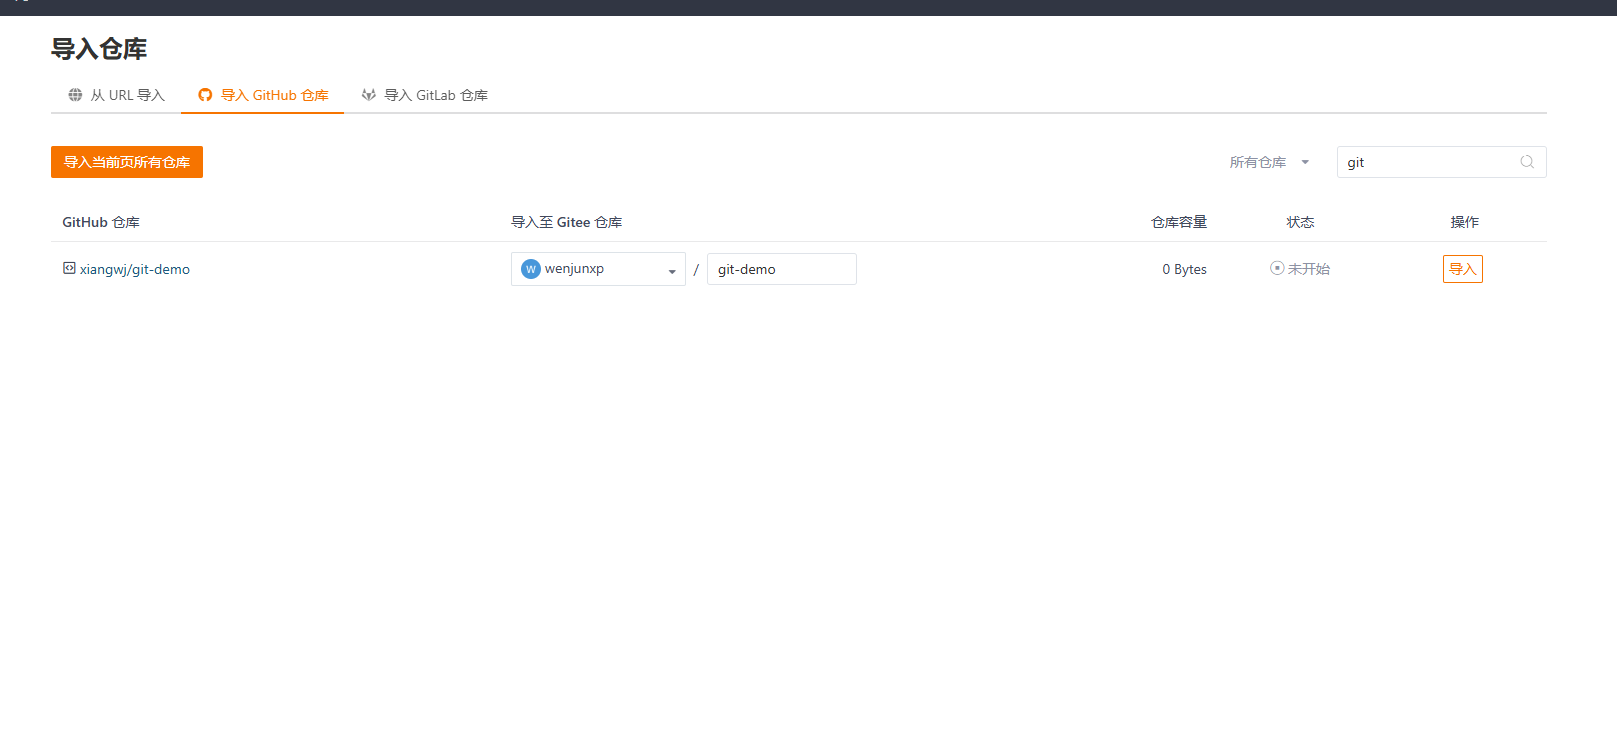 导入仓库
从 URL 导入 导入 GitHub 仓库 导入 GitLab 仓库
导入当前页所有仓库 所有仓库 git
GitHub 仓库 导入至 Gitee 仓库 仓库容量 状态 操作
xiangwj/git-demo W wenjunxp / git-demo 0 Bytes 未开始 导入